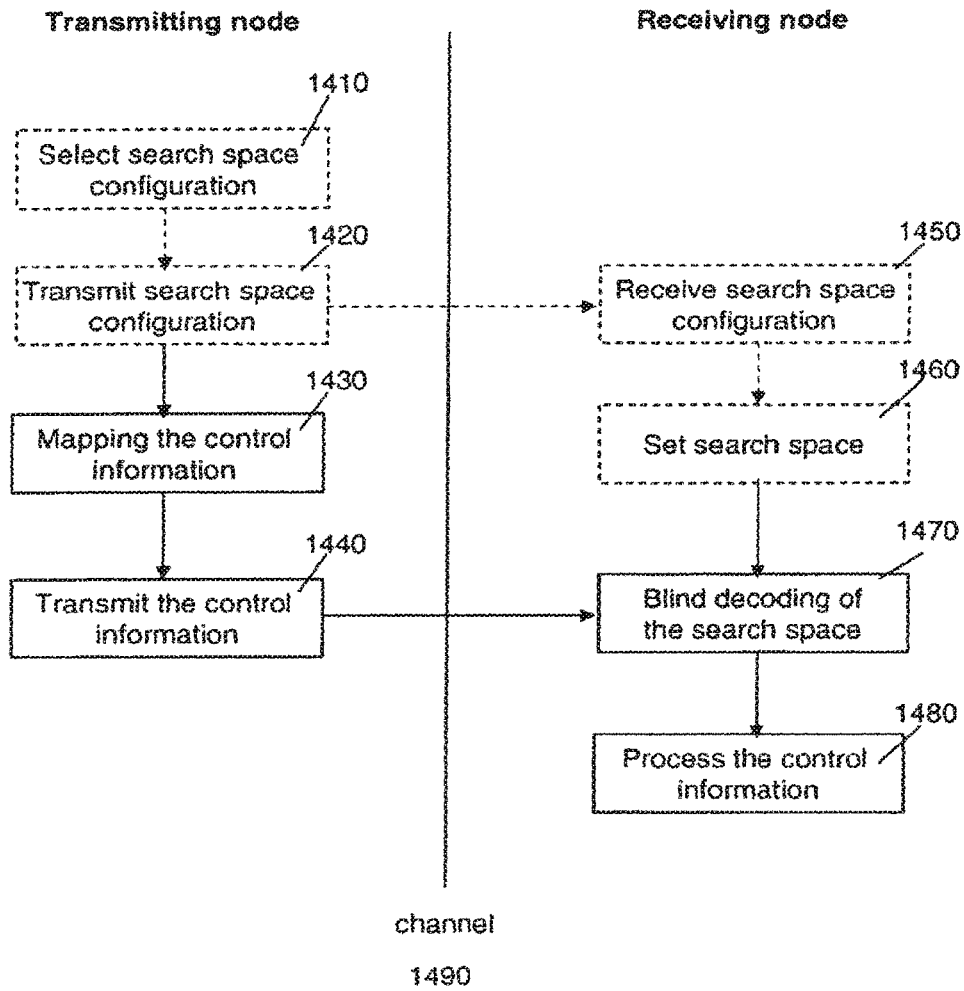 Transmitting node
Receiving node
1410
Select search space
configuration
1420
Transmit search space
configuration
1450
Receive search space
configuration
1460
Set search space
1430
Mapping the control
information
1440
Transmit the control
information
1470
Blind decoding of
the search space
1480
Process the control
information
channel
1490